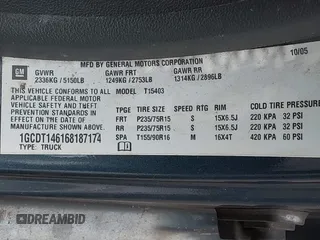 MFD BY GENERAL MOTORS CORPORATION
10/05
GM
GVWR GAWR FRT GAWR RR
2336KG / 5150LB 1249KG / 2753LB 1314KG / 2896LB
THIS VEHICLE CONFORMS TO ALL
APPLICABLE FEDERAL MOTOR
VEHICLE SAFETY AND THEFT
PREVENTION STANDARDS IN EFFECT
ON THE DATE OF MANUFACTURE
SHOWN ABOVE.
1GCDT146168187174
TYPE: TRUCK
MODEL: T15403
TIRE SIZE SPEED RTG RIM COLD TIRE PRESSURE
FRT P235/75R15 S 15X6.5J 220 KPA 32 PSI
RR P235/75R15 S 15X6.5J 220 KPA 32 PSI
SPA T155/90R16 M 16X4T 420 KPA 60 PSI
DREAMBID